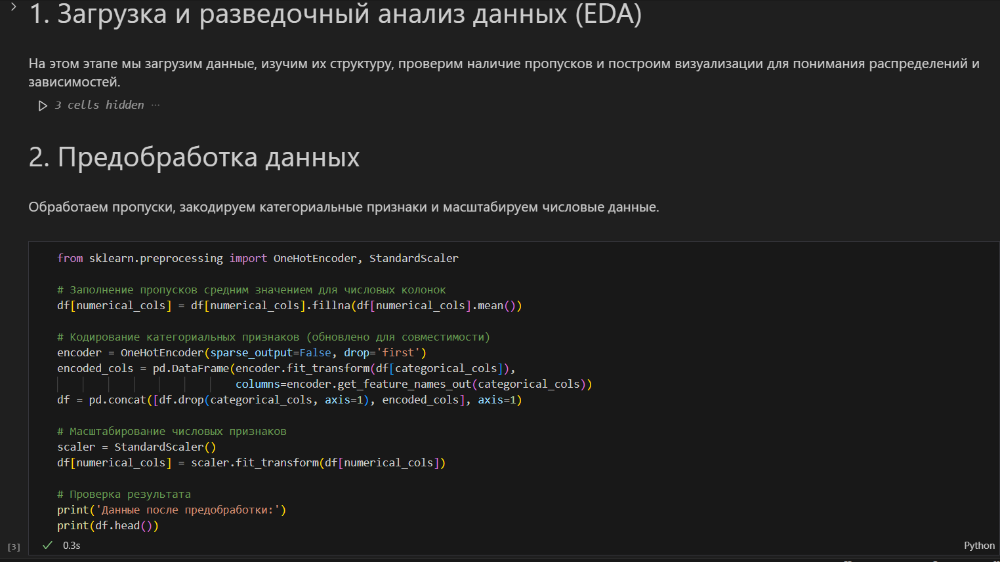 1. Загрузка и разведочный анализ данных (EDA)
На этом этапе мы загрузим данные, изучим их структуру, проверим наличие пропусков и построим визуализации для понимания распределений и
зависимостей.
3 cells hidden ···
2. Предобработка данных
Обработаем пропуски, закодируем категориальные признаки и масштабируем числовые данные.
from sklearn.preprocessing import OneHotEncoder, StandardScaler
# Заполнение пропусков средним значением для числовых колонок
df[numerical_cols] = df[numerical_cols].fillna(df[numerical_cols].mean())
# Кодирование категориальных признаков (обновлено для совместимости)
encoder = OneHotEncoder(sparse_output=False, drop='first')
encoded_cols = pd.DataFrame(encoder.fit_transform(df[categorical_cols]),
columns=encoder.get_feature_names_out(categorical_cols))
df = pd.concat([df.drop(categorical_cols, axis=1), encoded_cols], axis=1)
# Масштабирование числовых признаков
scaler = StandardScaler()
df[numerical_cols] = scaler.fit_transform(df[numerical_cols])
# Проверка результата
print('Данные после предобработки:')
print(df.head())
[3] 0.3s Python